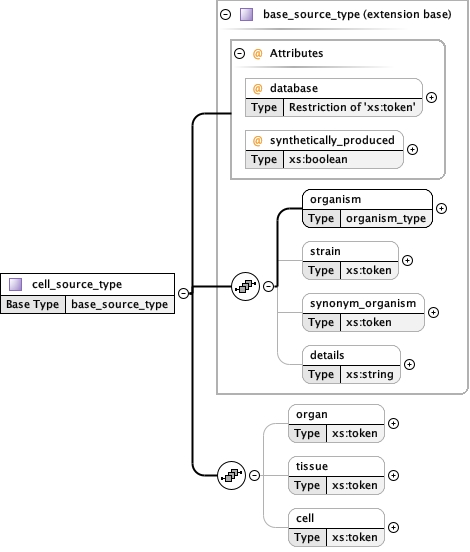 base_source_type (extension base)
@ Attributes
@ database
Type Restriction of 'xs:token'
@ synthetically_produced
Type xs:boolean
organism
Type organism_type
strain
Type xs:token
cell_source_type
Base Type base_source_type
synonym_organism
Type xs:token
details
Type xs:string
organ
Type xs:token
tissue
Type xs:token
cell
Type xs:token